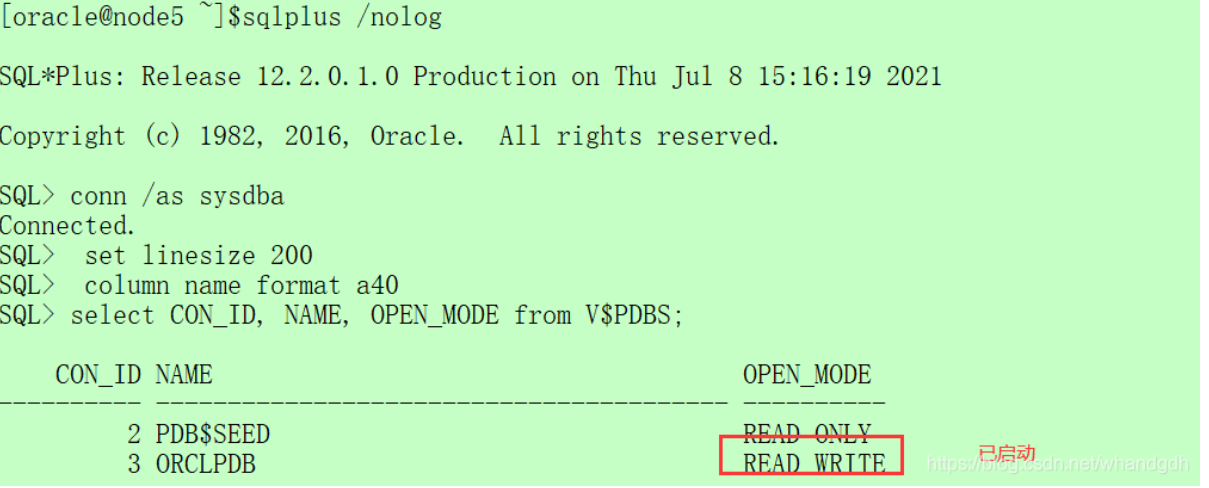 [oracle@node5 ~]$sqlplus /nolog
SQL*Plus: Release 12.2.0.1.0 Production on Thu Jul 8 15:16:19 2021
Copyright (c) 1982, 2016, Oracle.  All rights reserved.
SQL> conn /as sysdba
Connected.
SQL>  set linesize 200
SQL>  column name format a40
SQL> select CON_ID, NAME, OPEN_MODE from V$PDBS;
    CON_ID NAME                                     OPEN_MODE
---------- ---------------------------------------- ----------
         2 PDB$SEED                                 READ ONLY
         3 ORCLPDB                                  READ WRITE 已启动
https://blog.csdn.net/whandgdh